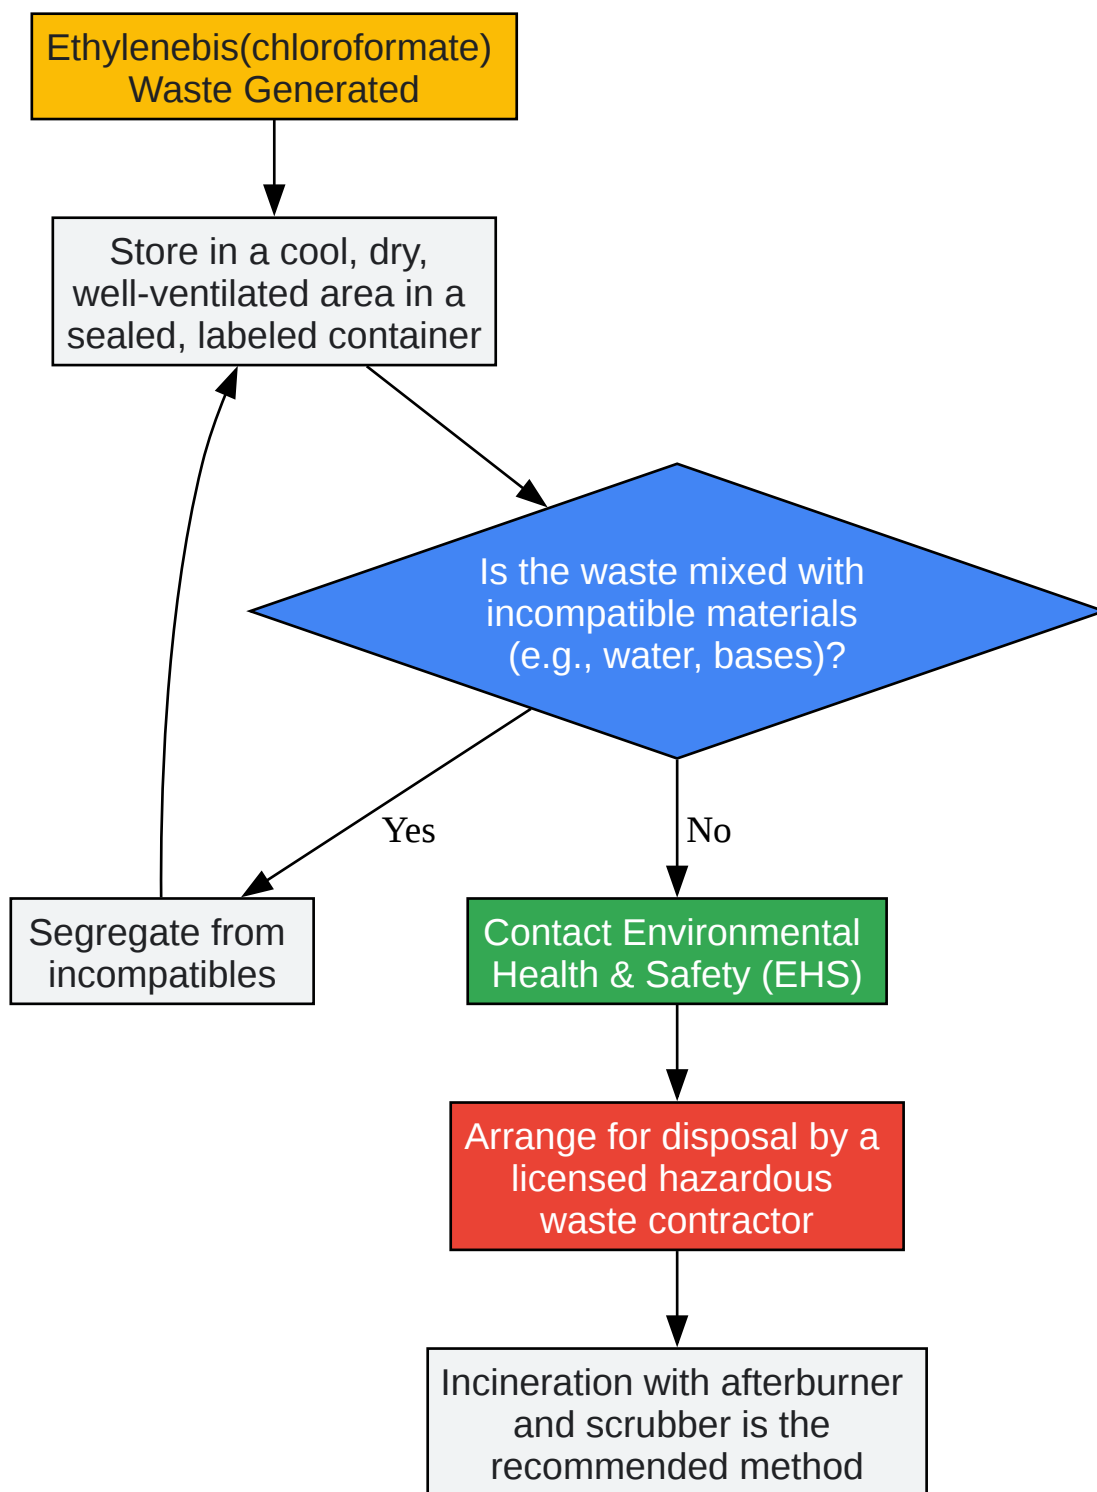 Ethylenebis(chloroformate)
Waste Generated
Store in a cool, dry,
well-ventilated area in a
sealed, labeled container
Is the waste mixed with
incompatible materials
(e.g., water, bases)?
Yes
No
Segregate from
incompatibles
Contact Environmental
Health & Safety (EHS)
Arrange for disposal by a
licensed hazardous
waste contractor
Incineration with afterburner
and scrubber is the
recommended method